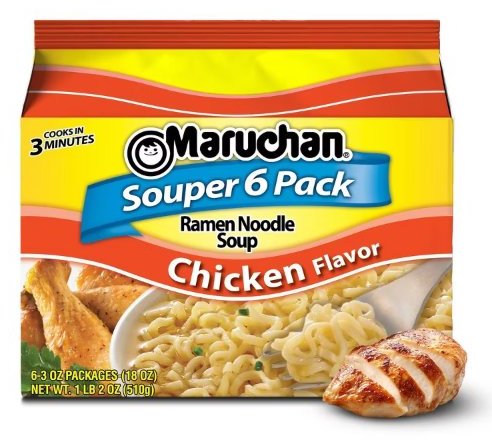 COOKS IN
3 MINUTES
Maruchan®
Souper 6 Pack
Ramen Noodle
Soup
Chicken Flavor
6-3 OZ PACKAGES (18 OZ)
NET WT. 1 LB 2 OZ (510g)